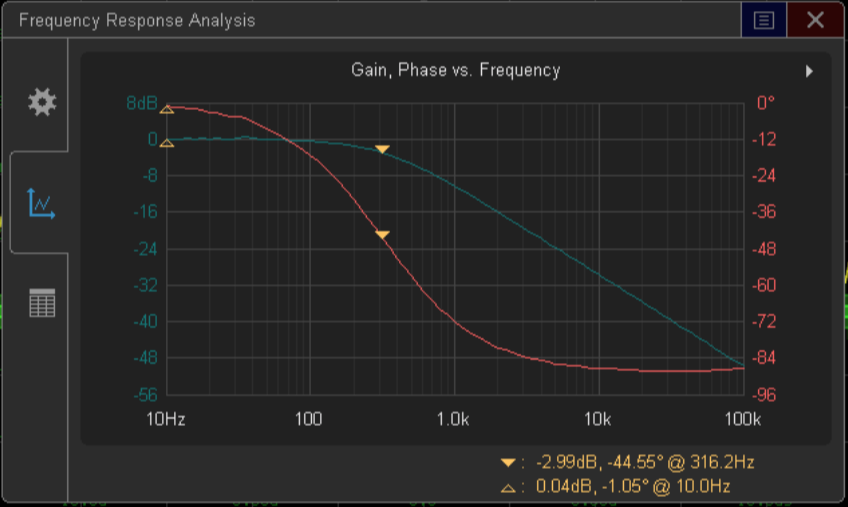 Frequency Response Analysis
Gain, Phase vs. Frequency
8dB
0
-8
-16
-24
-32
-40
-48
-56
0°
-12
-24
-36
-48
-60
-72
-84
-96
10Hz 100 1.0k 10k 100k
: -2.99dB, -44.55° @ 316.2Hz
: 0.04dB, -1.05° @ 10.0Hz